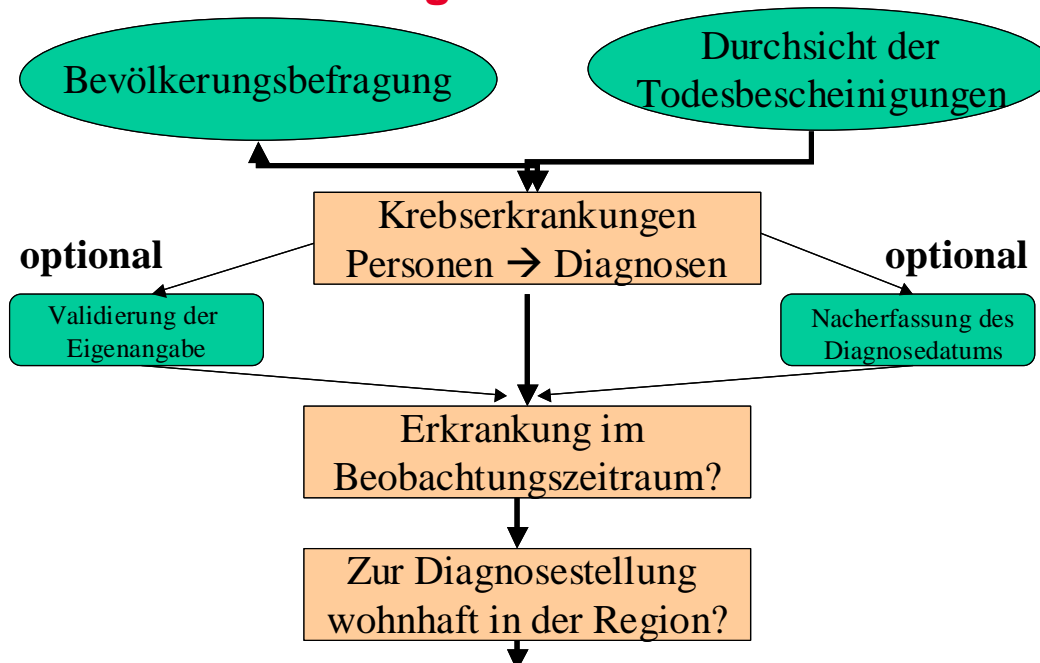 Bevölkerungsbefragung
Durchsicht der
Todesbescheinigungen
Krebserkrankungen
Personen → Diagnosen
optional
optional
Validierung der
Eigenangabe
Nacherfassung des
Diagnosedatums
Erkrankung im
Beobachtungszeitraum?
Zur Diagnosestellung
wohnhaft in der Region?